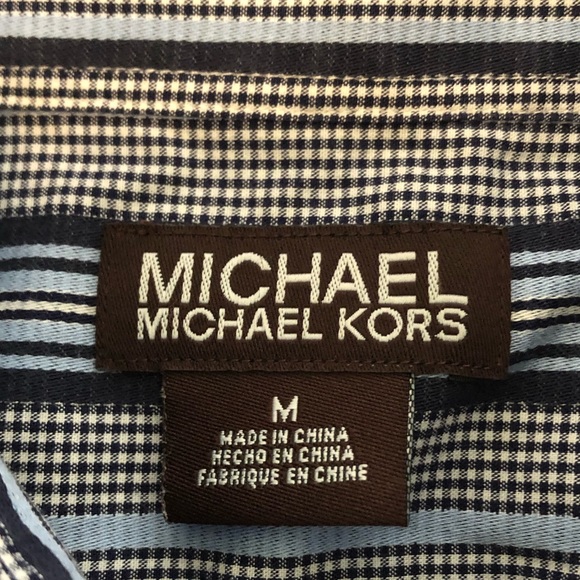 MICHAEL
MICHAEL KORS
M
MADE IN CHINA
HECHO EN CHINA
FABRIQUE EN CHINE